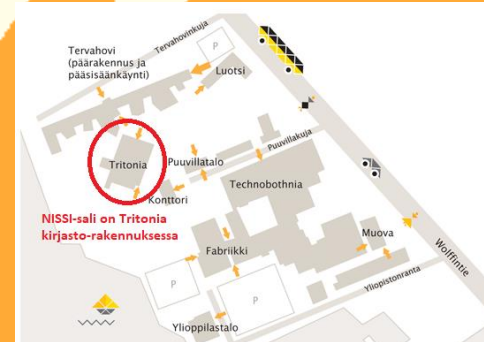 Tervahovinkuja
P
Tervahovi
(päärakennus ja
pääsisäänkäynti)
Luotsi
Puuvillakuja
Tritonia
Puuvillatalo
Technobothnia
Konttori
NISSI-sali on Tritonia
kirjasto-rakennuksessa
Muova
Fabriikki
Wolffintie
P
Yliopistonranta
P
Ylioppilastalo